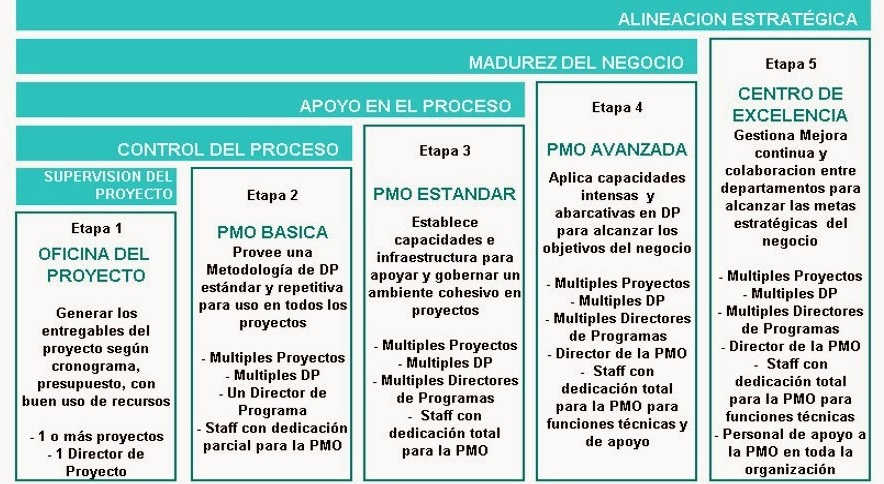 ALINEACION ESTRATÉGICA
MADUREZ DEL NEGOCIO
APOYO EN EL PROCESO
CONTROL DEL PROCESO
SUPERVISION DEL
PROYECTO
Etapa 1
OFICINA DEL
PROYECTO
Generar los
entregables del
proyecto según
cronograma,
presupuesto, con
buen uso de recursos
- 1 o más proyectos
- 1 Director de
Proyecto
Etapa 2
PMO BASICA
Provee una
Metodología de DP
estándar y repetitiva
para uso en todos los
proyectos
- Multiples Proyectos
- Multiples DP
- Un Director de
Programa
- Staff con dedicación
parcial para la PMO
Etapa 3
PMO ESTANDAR
Establece
capacidades e
infraestructura para
apoyar y gobernar un
ambiente cohesivo en
proyectos
- Multiples Proyectos
- Multiples DP
- Multiples Directores
de Programas
- Staff con
dedicación total
para la PMO
Etapa 4
PMO AVANZADA
Aplica capacidades
intensas y
abarcativas en DP
para alcanzar los
objetivos del negocio
- Multiples Proyectos
- Multiples DP
- Multiples Directores
de Programas
- Director de la PMO
- Staff con
dedicación total
para la PMO para
funciones técnicas y
de apoyo
Etapa 5
CENTRO DE
EXCELENCIA
Gestiona Mejora
continua y
colaboracion entre
departamentos para
alcanzar las metas
estratégicas del
negocio
- Multiples Proyectos
- Multiples DP
- Multiples Directores
de Programas
- Director de la PMO
- Staff con
dedicación total
para la PMO para
funciones técnicas
- Personal de apoyo a
la PMO en toda la
organización